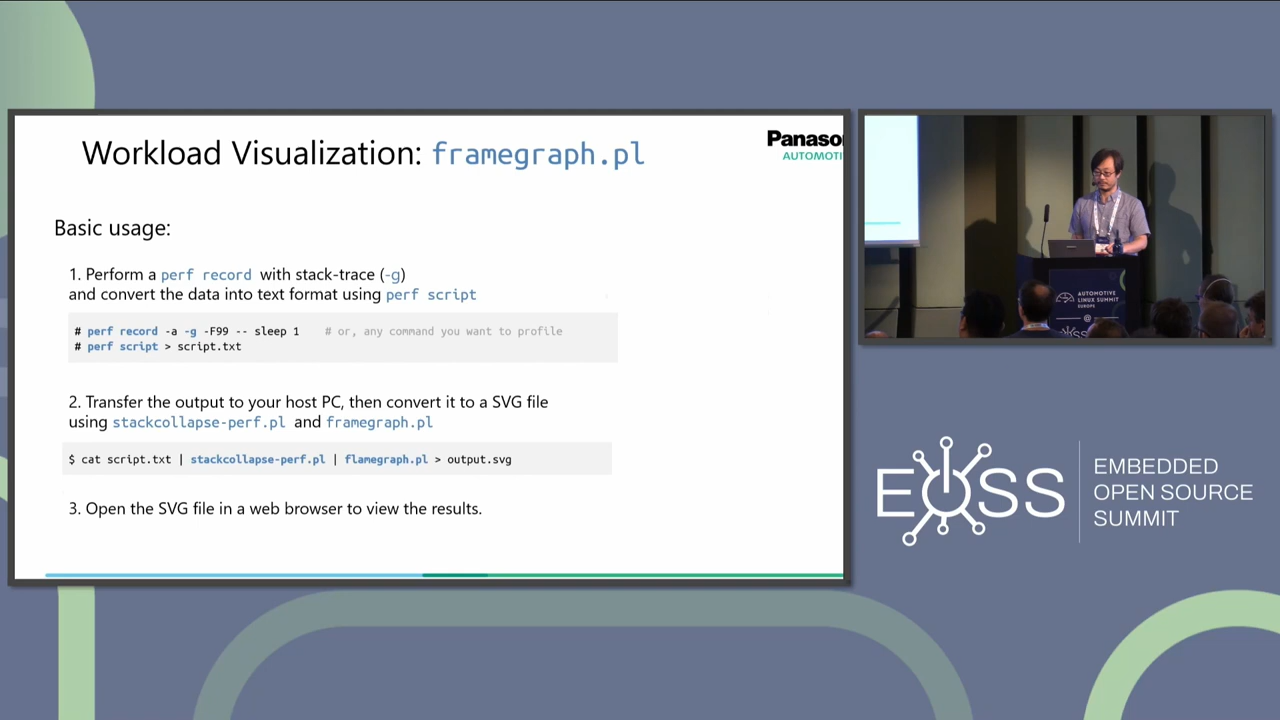 Workload Visualization: framegraph.pl
Panaso
AUTOMOTI
Basic usage:
1. Perform a perf record with stack-trace (-g)
and convert the data into text format using perf script
# perf record -a -g -F99 -- sleep 1 # or, any command you want to profile
# perf script > script.txt
2. Transfer the output to your host PC, then convert it to a SVG file
using stackcollapse-perf.pl and framegraph.pl
$ cat script.txt | stackcollapse-perf.pl | flamegraph.pl > output.svg
3. Open the SVG file in a web browser to view the results.
AUTOMOTIVE
LINUX SUMMIT
EUROPE
@
EOSS
EMBEDDED
OPEN SOURCE
SUMMIT